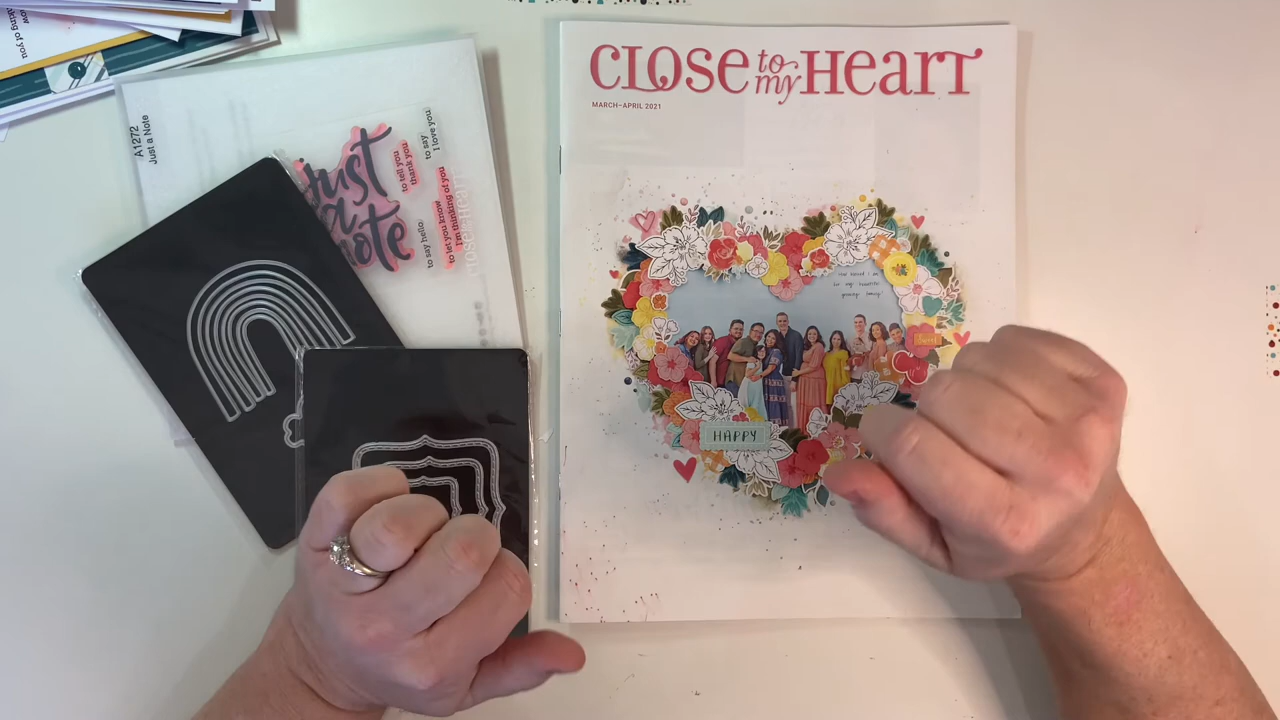 CLOSE to my HEART
MARCH–APRIL 2021
HAPPY
A1272
Just a Note
just
a
note
to tell you
thank you
to say
I love you
to say hello
to let you know
I'm thinking of you